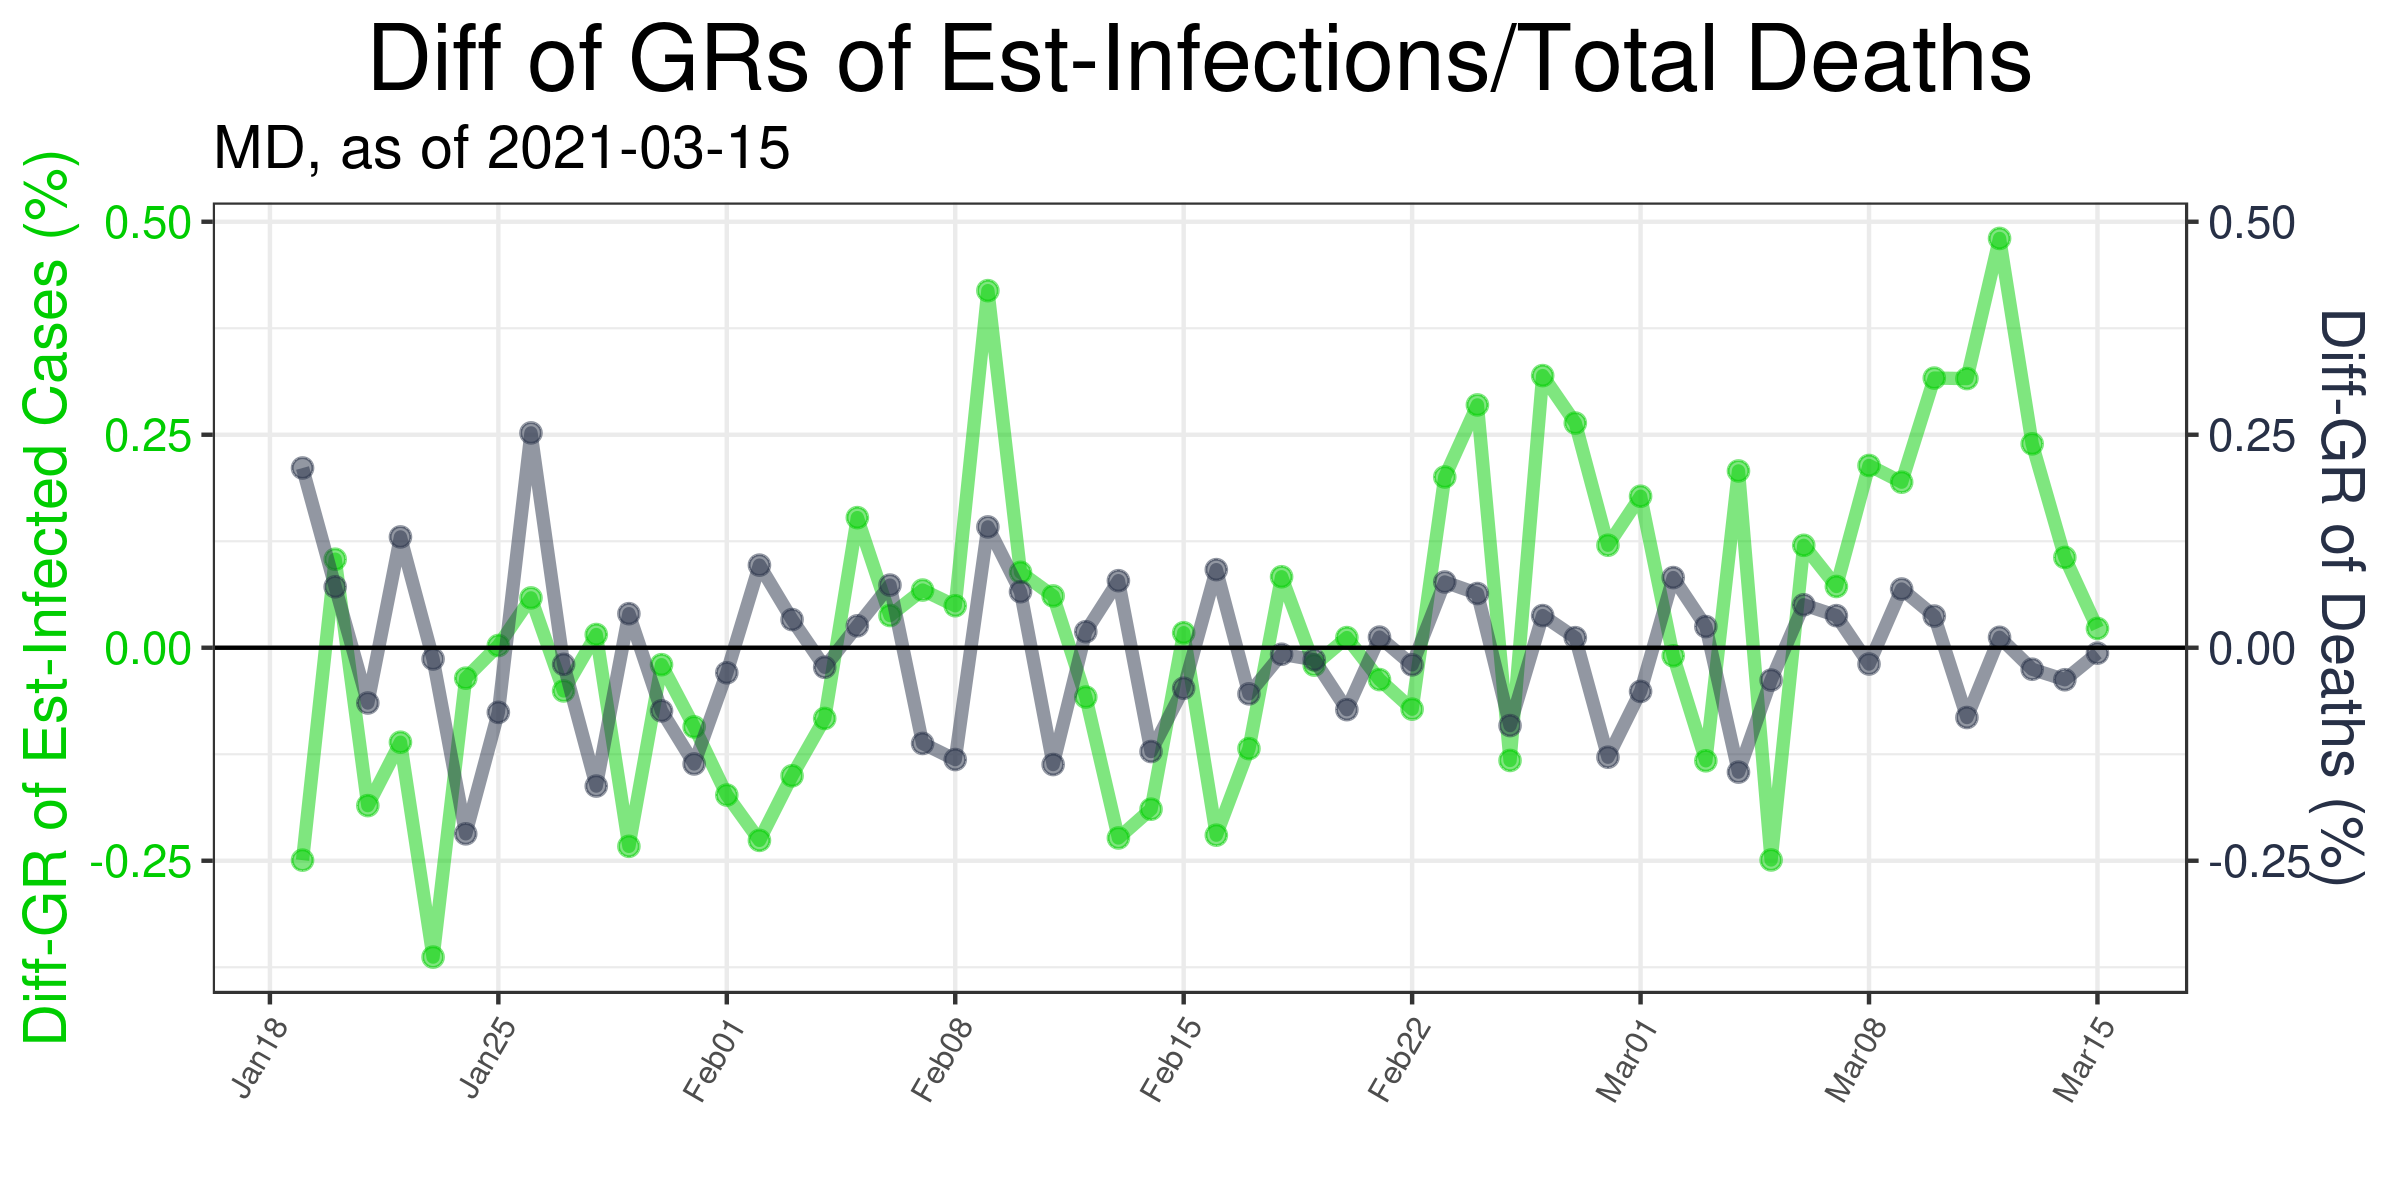 Diff of GRs of Est-Infections/Total Deaths
MD, as of 2021-03-15
Diff-GR of Est-Infected Cases (%)
0.50
0.25
0.00
-0.25
0.50
0.25
0.00
-0.25
Diff-GR of Deaths (%)
Jan18
Jan25
Feb01
Feb08
Feb15
Feb22
Mar01
Mar08
Mar15